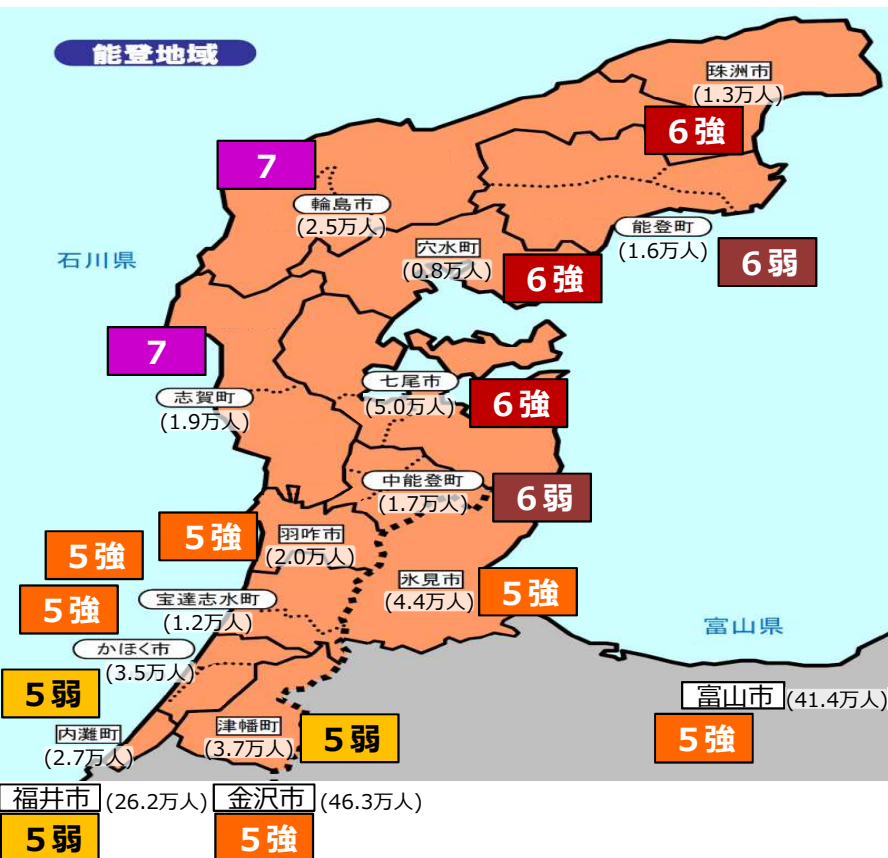 能登地域
珠洲市
(1.3万人)
6強
7
輪島市
(2.5万人)
能登町
(1.6万人)
6弱
穴水町
(0.8万人)
6強
石川県
7
志賀町
(1.9万人)
七尾市
(5.0万人)
6強
中能登町
(1.7万人)
6弱
羽咋市
(2.0万人)
5強
5強
宝達志水町
(1.2万人)
5強
氷見市
(4.4万人)
5強
富山県
かほく市
(3.5万人)
5弱
内灘町
(2.7万人)
津幡町
(3.7万人)
5弱
富山市 (41.4万人)
5強
福井市 (26.2万人) 金沢市 (46.3万人)
5弱 5強